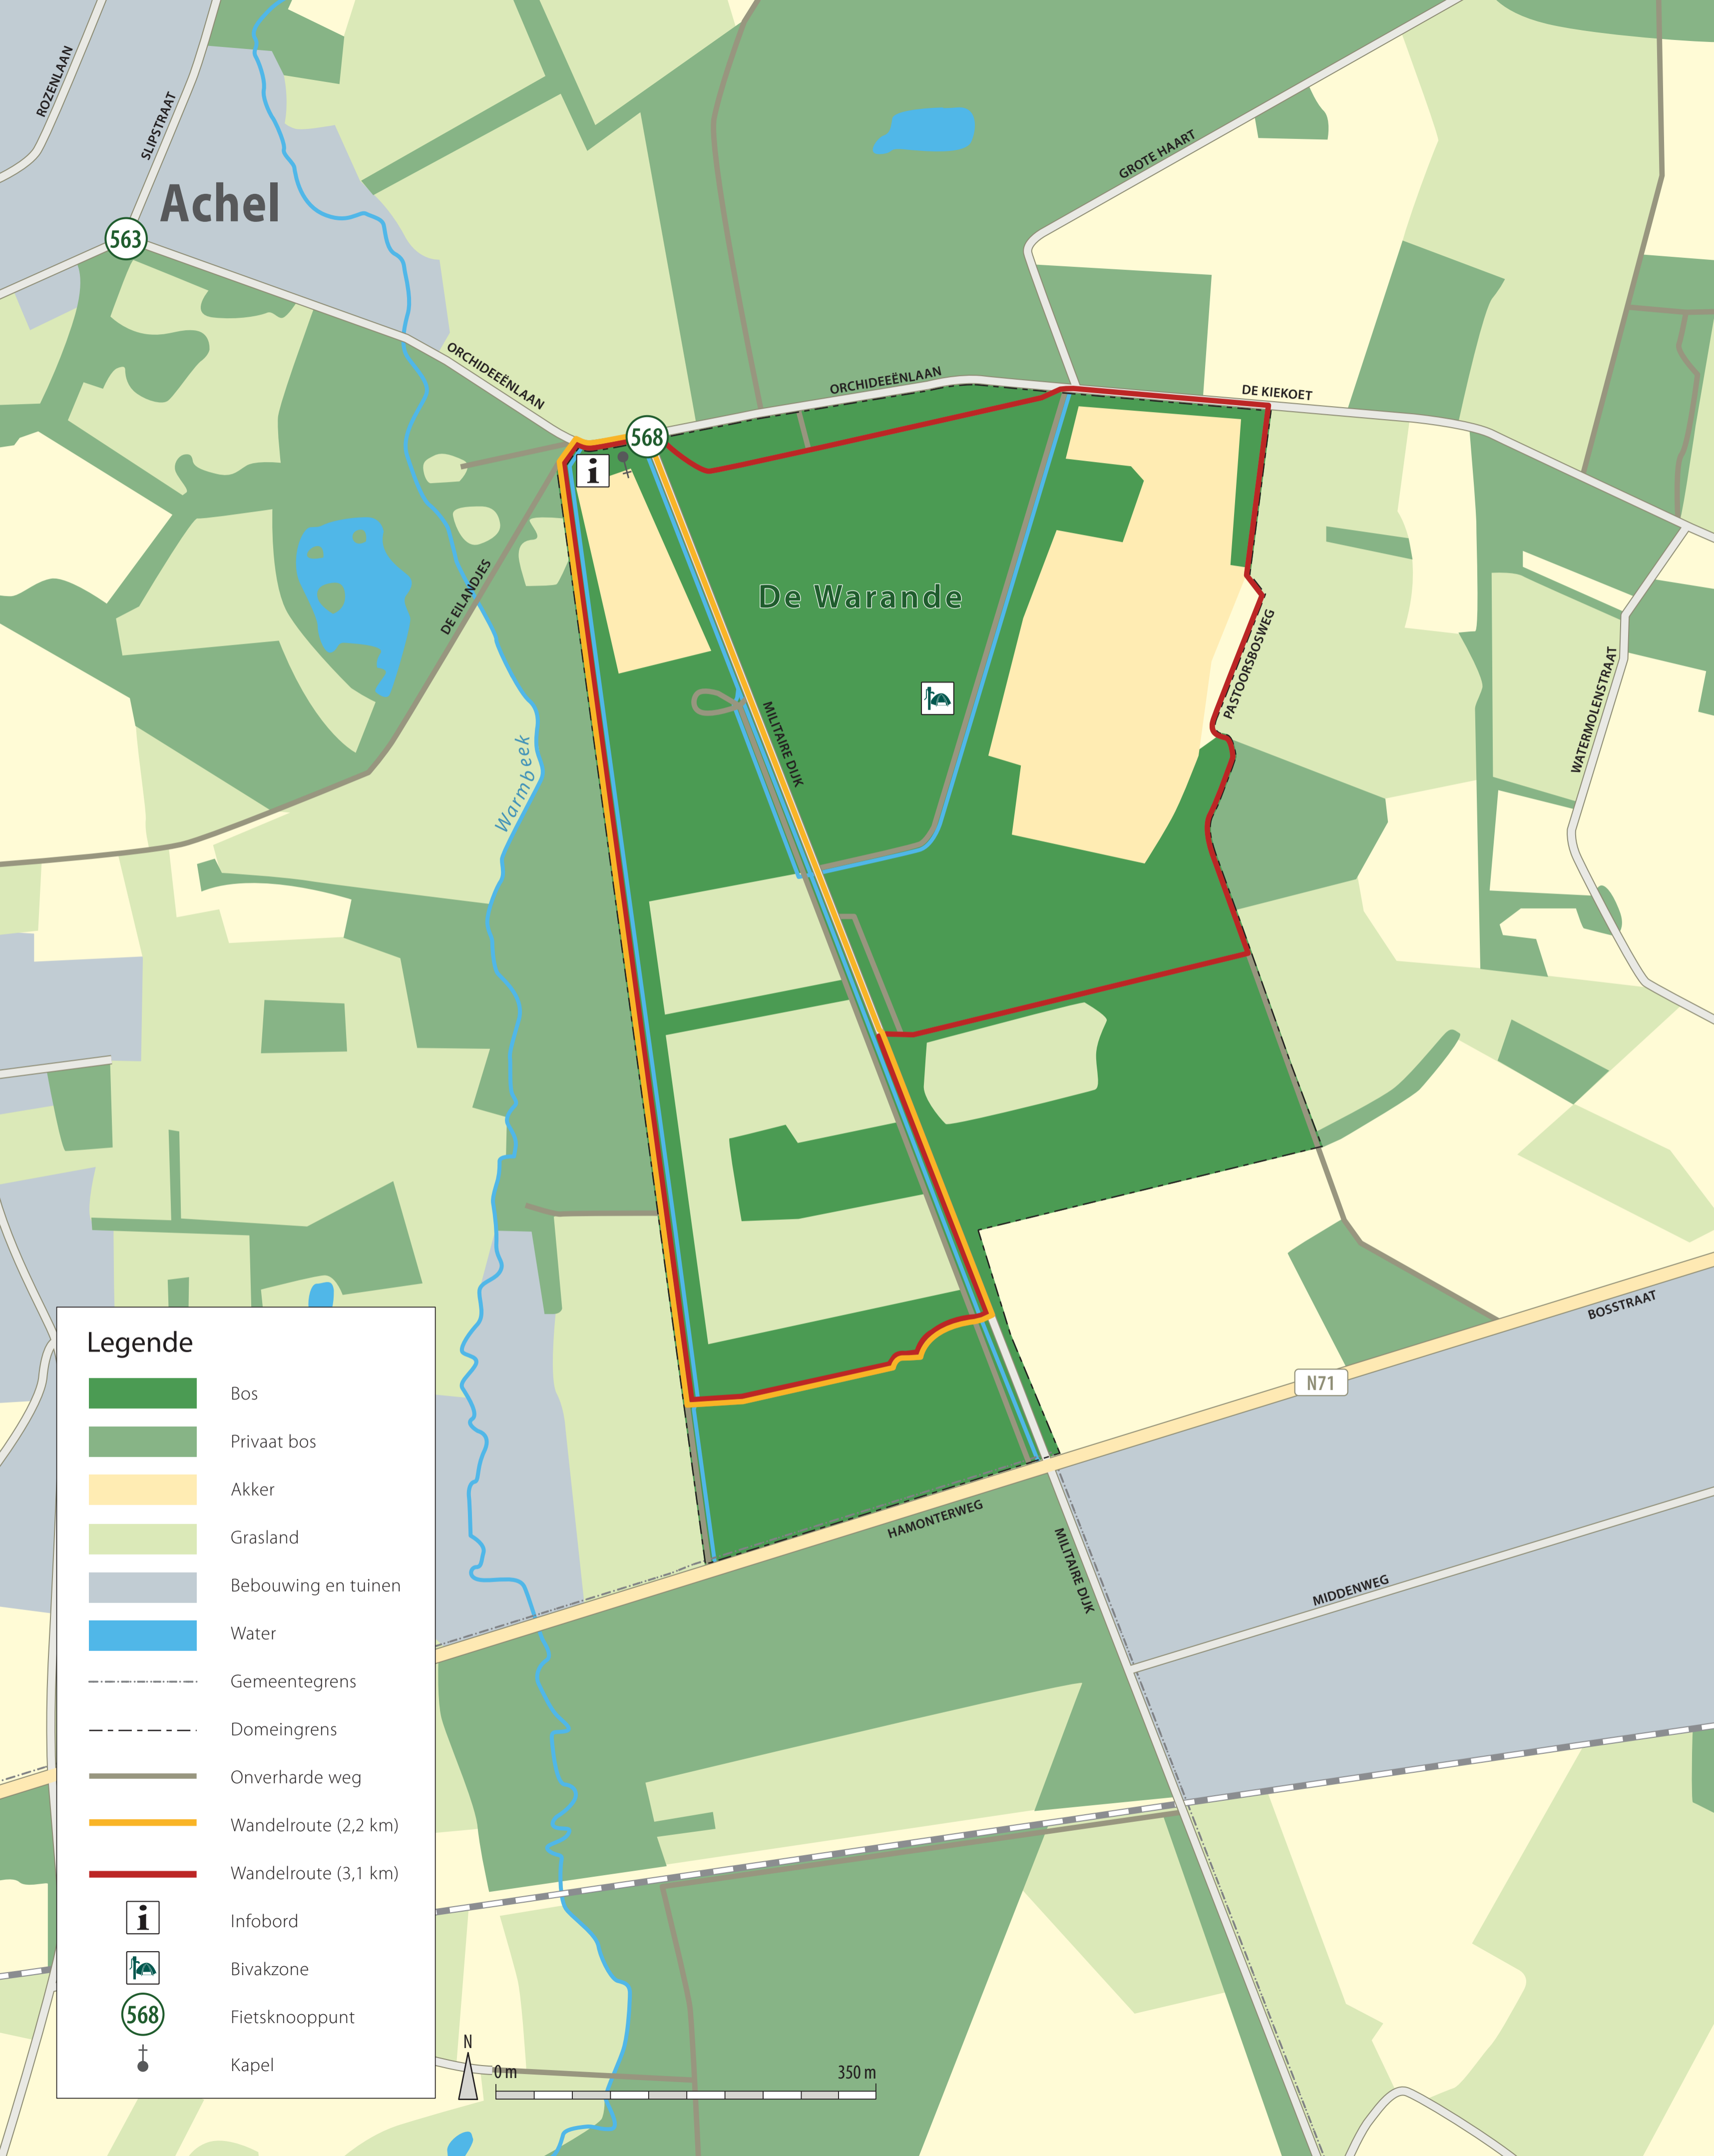 ROZENLAAN
SLIPSTRAAT
Achel
563
GROTE HAART
ORCHIDEEËNLAAN
ORCHIDEEËNLAAN
DE KIEKOET
568
i
De Warande
DE EILANDJES
PASTOORSBOSWEG
WATERMOLENSTRAAT
MILITAIRE DIJK
Warmbeek
BOSSTRAAT
N71
HAMONTERWEG
MILITAIRE DIJK
MIDDENWEG
Legende
Bos
Privaat bos
Akker
Grasland
Bebouwing en tuinen
Water
Gemeentegrens
Domeingrens
Onverharde weg
Wandelroute (2,2 km)
Wandelroute (3,1 km)
i Infobord
Bivakzone
568 Fietsknooppunt
Kapel
N
0 m 350 m